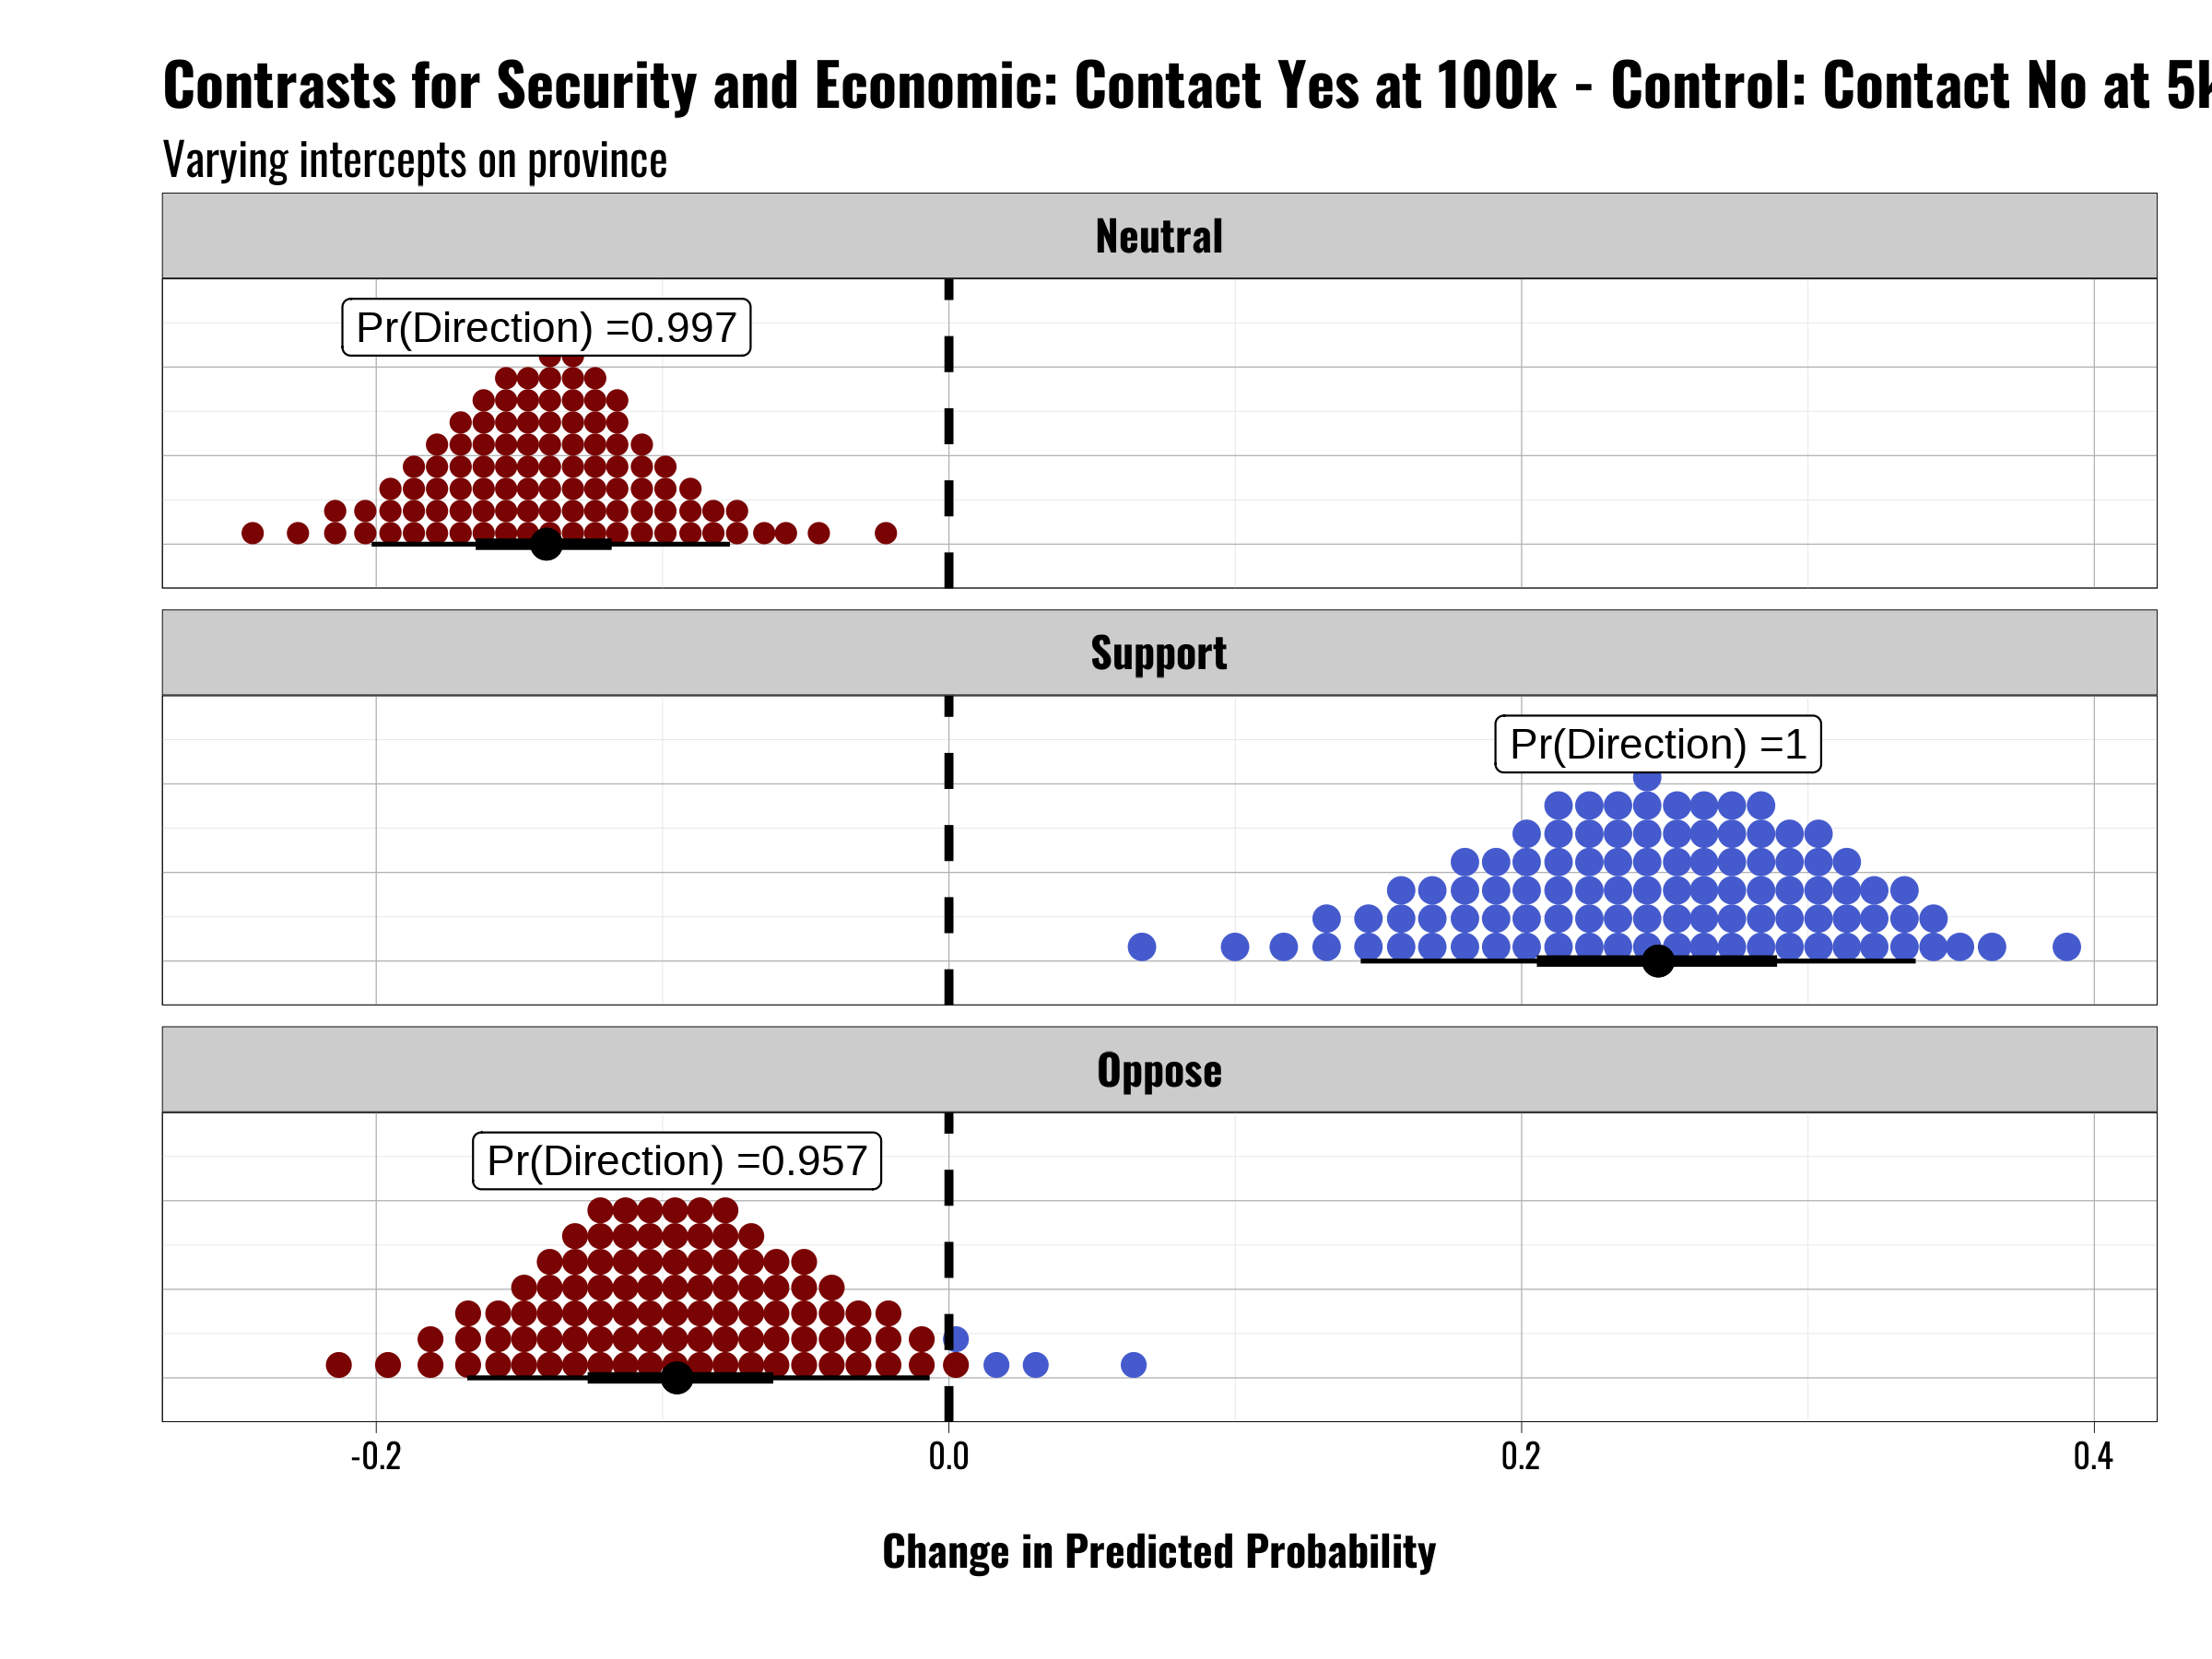 Contrasts for Security and Economic: Contact Yes at 100k - Control: Contact No at
Varying intercepts on province
Neutral
Pr(Direction) =0.997
Support
Pr(Direction) =1
Oppose
Pr(Direction) =0.957
-0.2 0.0 0.2 0.4
Change in Predicted Probability